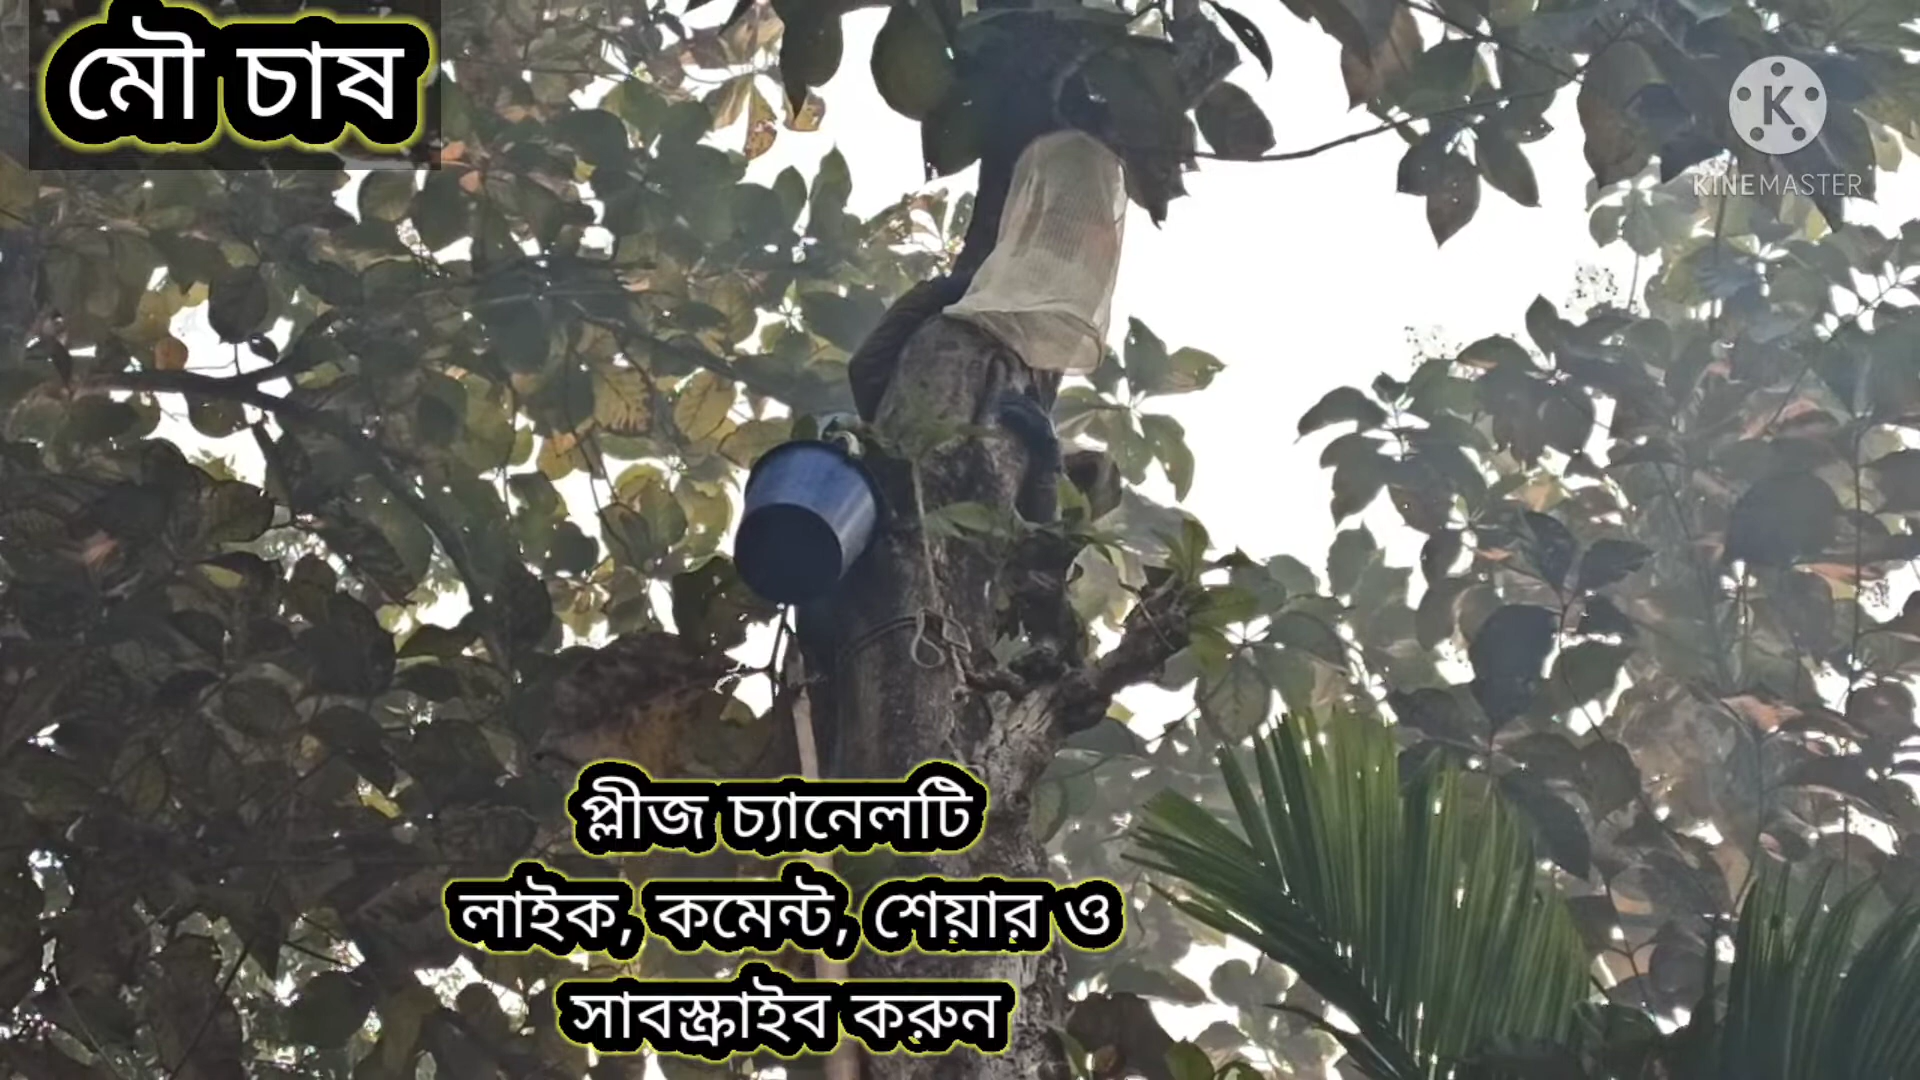 মৌ চাষ
KINEMASTER
প্লীজ চ্যানেলটি
লাইক, কমেন্ট, শেয়ার ও
সাবস্ক্রাইব করুন